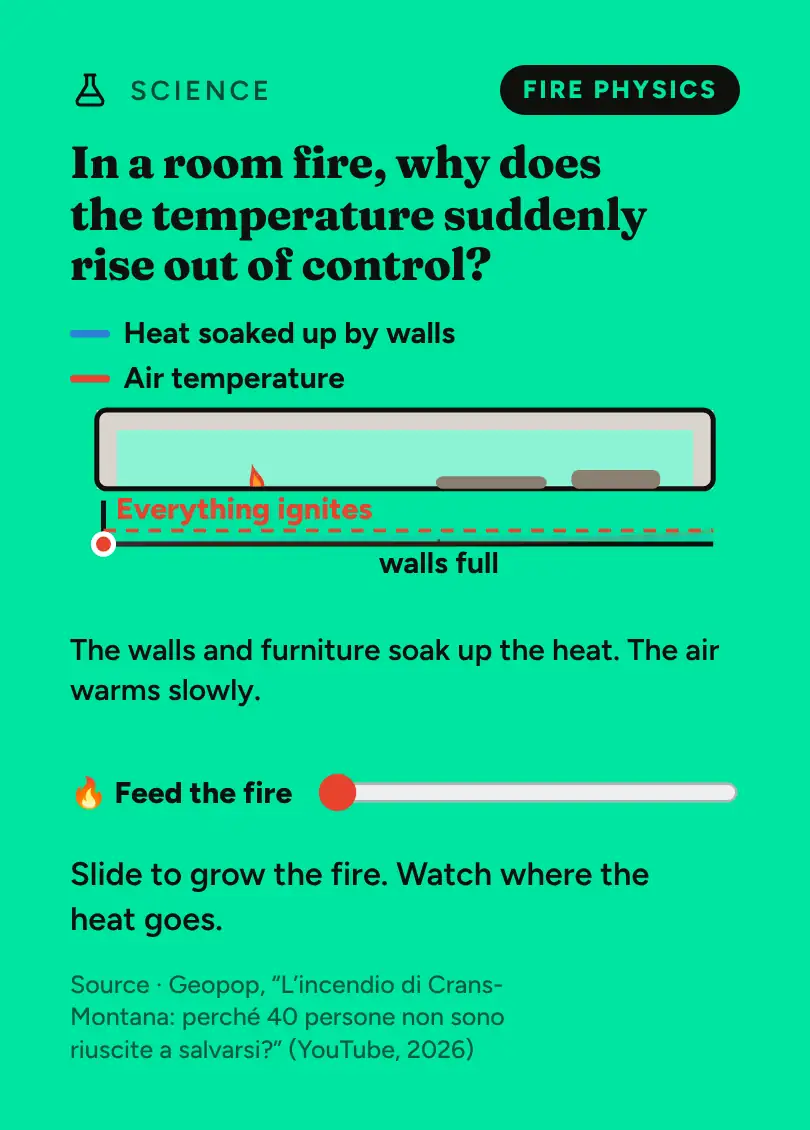 SCIENCE
FIRE PHYSICS
In a room fire, why does
the temperature suddenly
rise out of control?
Heat soaked up by walls
Air temperature
Everything ignites
walls full
The walls and furniture soak up the heat. The air
warms slowly.
🔥 Feed the fire
Slide to grow the fire. Watch where the
heat goes.
Source · Geopop, “L’incendio di Crans-
Montana: perché 40 persone non sono
riuscite a salvarsi?” (YouTube, 2026)